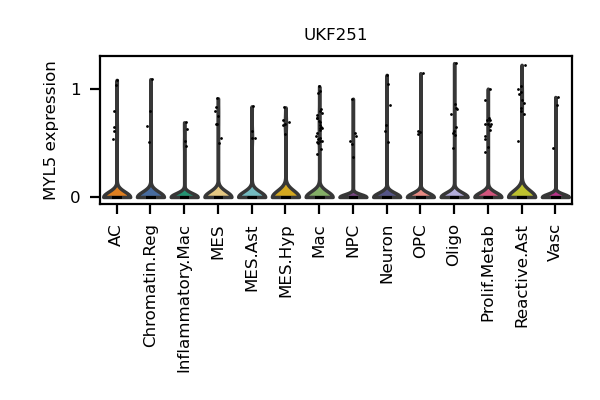 UKF251
MYL5 expression
1
0
AC
Chromatin.Reg
Inflammatory.Mac
MES
MES.Ast
MES.Hyp
Mac
NPC
Neuron
OPC
Oligo
Prolif.Metab
Reactive.Ast
Vasc